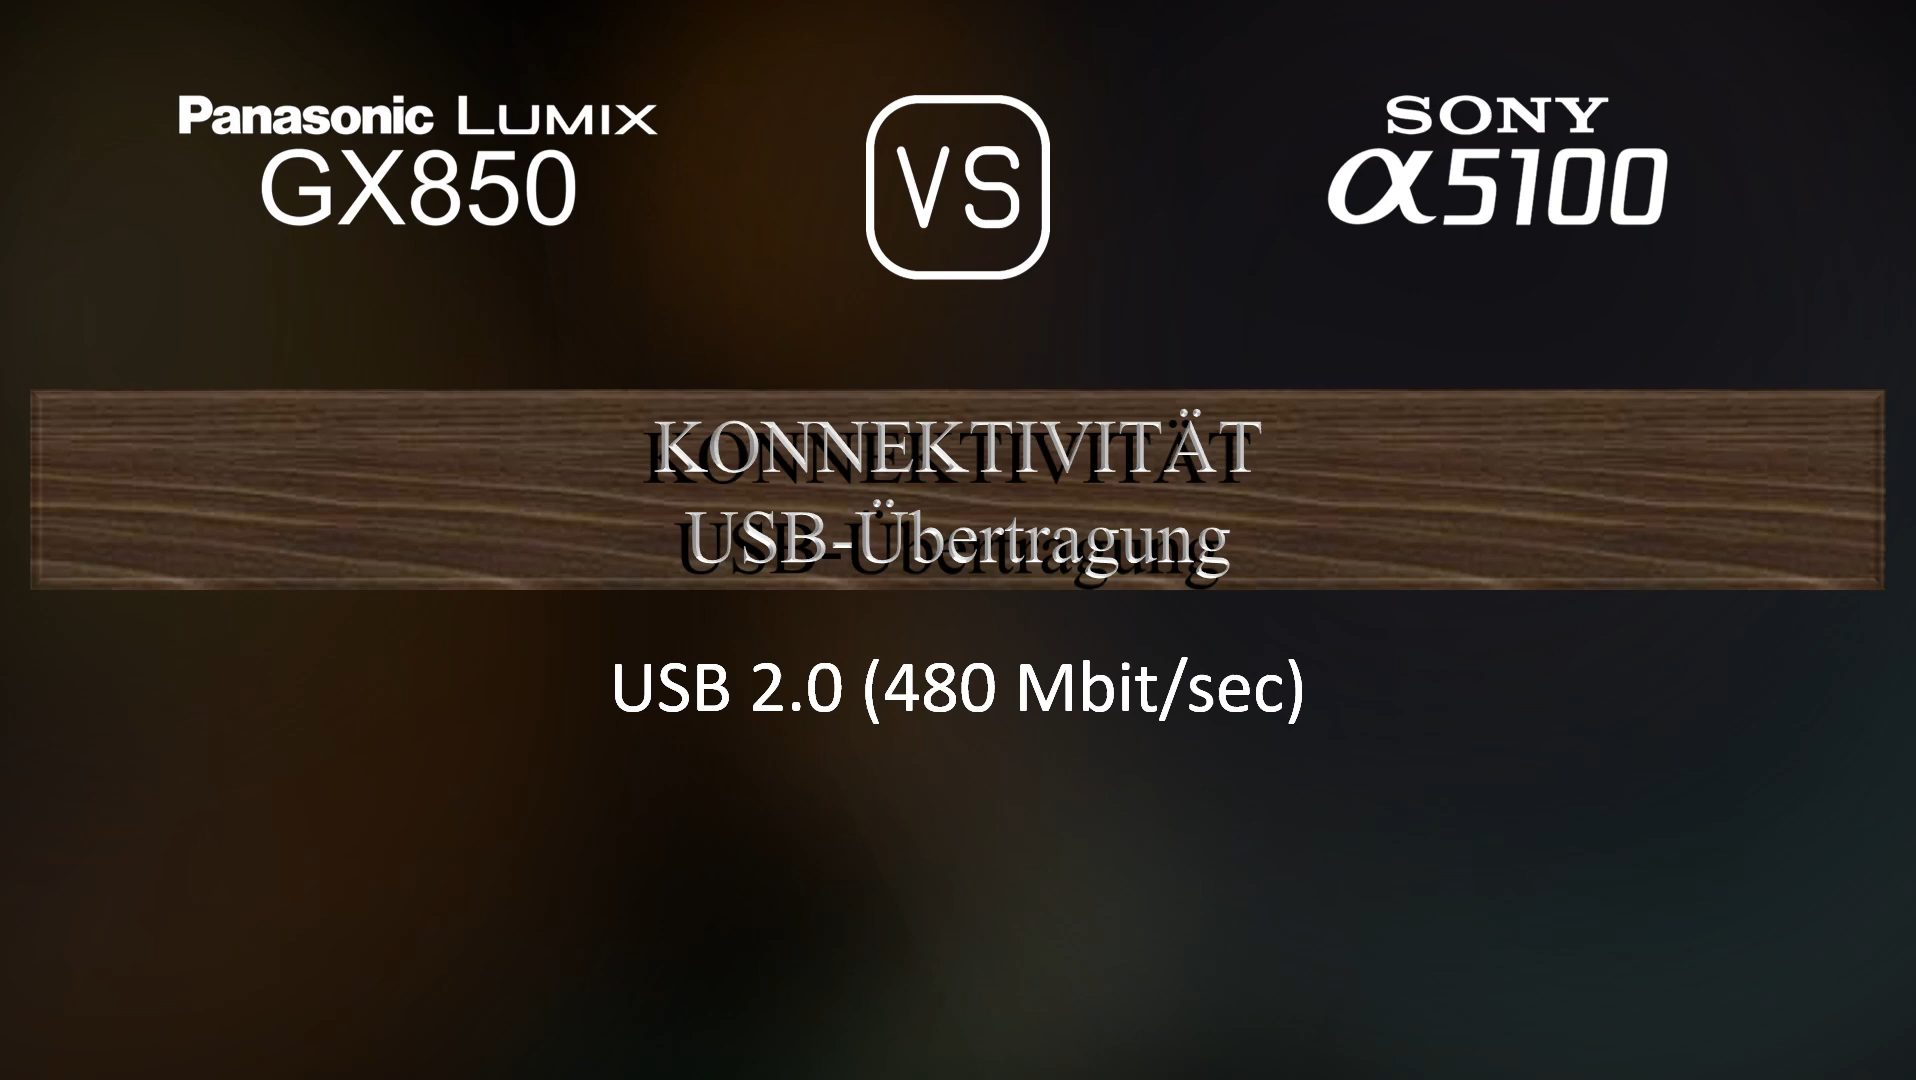 Panasonic LUMIX
GX850
VS
SONY
α5100
KONNEKTIVITÄT
USB-Übertragung
USB 2.0 (480 Mbit/sec)